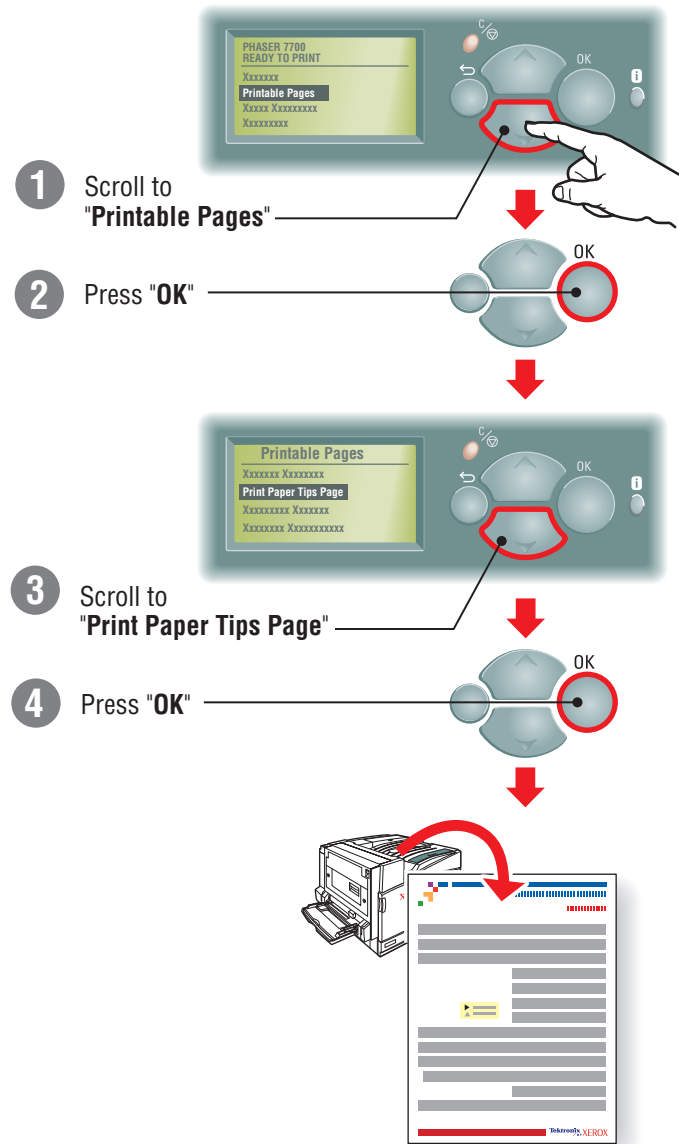 C/
OK
i
PHASER 7700
READY TO PRINT
Xxxxxxx
Printable Pages
Xxxxx Xxxxxxxxx
Xxxxxxxxx
1 Scroll to
"Printable Pages"
OK
2 Press "OK"
C/
OK
i
Printable Pages
Xxxxxxx Xxxxxxxx
Print Paper Tips Page
Xxxxxxxxx Xxxxxxx
Xxxxxxxx Xxxxxxxxxxx
3 Scroll to
"Print Paper Tips Page"
OK
4 Press "OK"
X
Tektronix BY XEROX